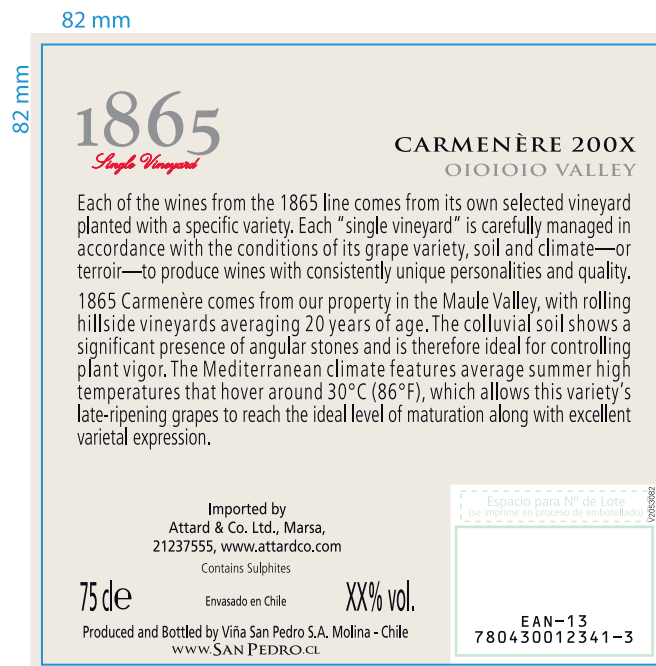 82 mm
82 mm
1865
Single Vineyard
CARMENÈRE 200X
OIOIOIO VALLEY
Each of the wines from the 1865 line comes from its own selected vineyard
planted with a specific variety. Each “single vineyard” is carefully managed in
accordance with the conditions of its grape variety, soil and climate—or
terroir—to produce wines with consistently unique personalities and quality.
1865 Carmenère comes from our property in the Maule Valley, with rolling
hillside vineyards averaging 20 years of age. The colluvial soil shows a
significant presence of angular stones and is therefore ideal for controlling
plant vigor. The Mediterranean climate features average summer high
temperatures that hover around 30°C (86°F), which allows this variety’s
late-ripening grapes to reach the ideal level of maturation along with excellent
varietal expression.
Imported by
Attard & Co. Ltd., Marsa,
21237555, www.attardco.com
Contains Sulphites
75 cl e
Envasado en Chile
XX% vol.
Produced and Bottled by Viña San Pedro S.A. Molina - Chile
WWW.SAN PEDRO.CL
Espacio para Nº de Lote
(se imprime en proceso de embotellado)
V2053082
EAN-13
780430012341-3